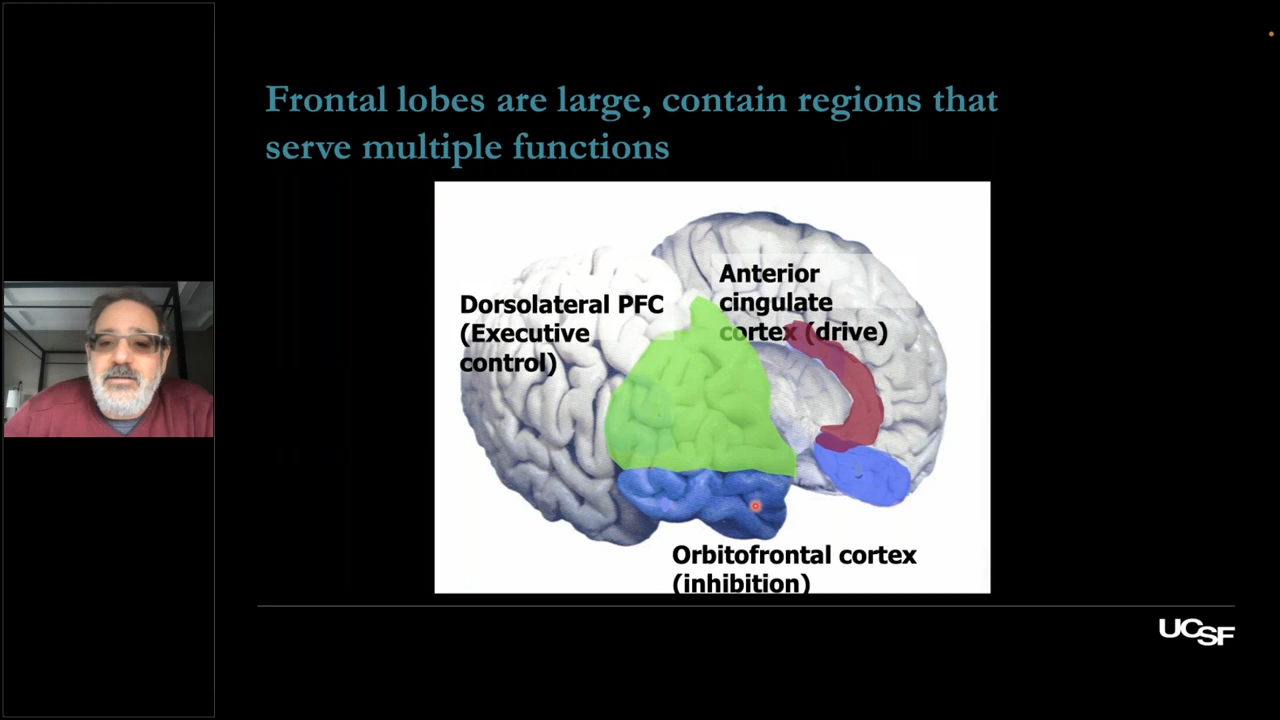 Frontal lobes are large, contain regions that
serve multiple functions
Dorsolateral PFC
(Executive
control)
Anterior
cingulate
cortex (drive)
Orbitofrontal cortex
(inhibition)
UCSF